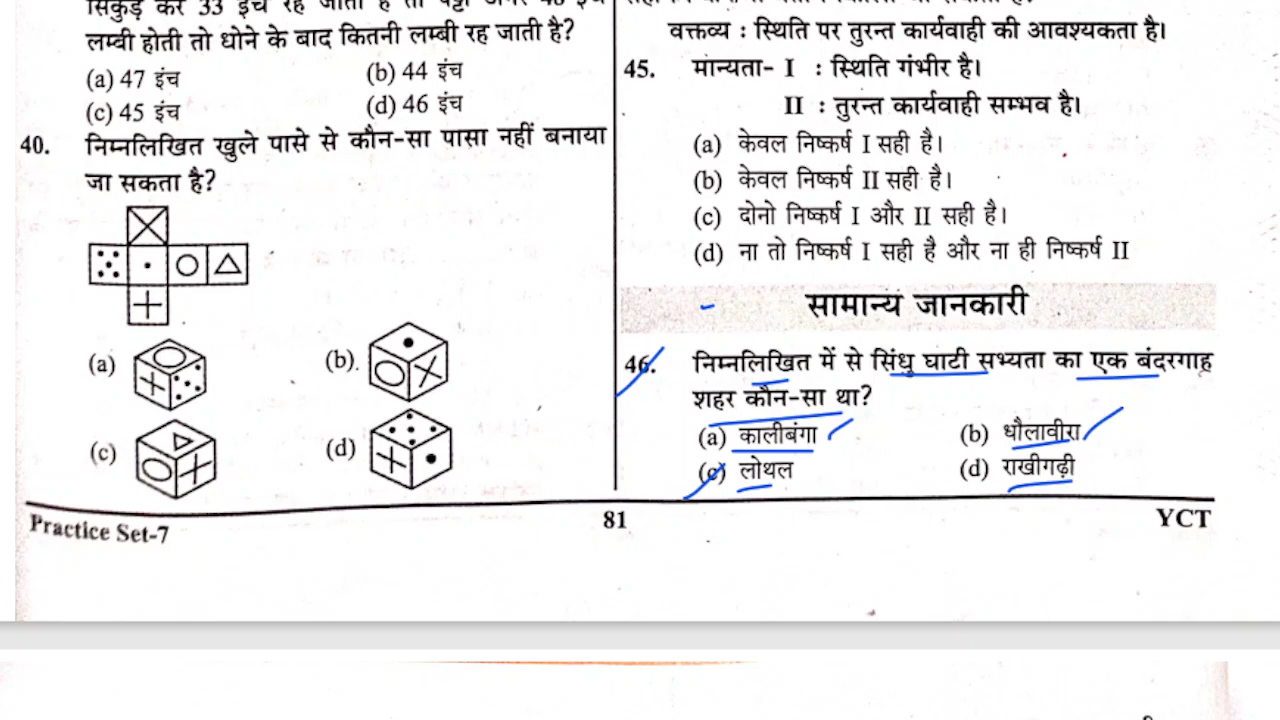 सिकुड़ कर 33 इंच रह जाता है तो
लम्वी होती तो धोने के बाद कितनी लम्बी रह जाती है?
(a) 47 इंच
(b) 44 इंच
(c) 45 इंच
(d) 46 इंच
40. निम्नलिखित खुले पासे से कौन-सा पासा नहीं बनाया
जा सकता है?
(a)
(b).
(c)
(d)
Practice Set-7
वक्तव्य : स्थिति पर तुरन्त कार्यवाही की आवश्यकता है।
45. मान्यता- I : स्थिति गंभीर है।
II : तुरन्त कार्यवाही सम्भव है।
(a) केवल निष्कर्ष I सही है।
(b) केवल निष्कर्ष II सही है।
(c) दोनो निष्कर्ष I और II सही है।
(d) ना तो निष्कर्ष I सही है और ना ही निष्कर्ष II
सामान्य जानकारी
46. निम्नलिखित में से सिंधु घाटी सभ्यता का एक बंदरगाह
शहर कौन-सा था?
(a) कालीबंगा
(b) धौलावीरा
(c) लोथल
(d) राखीगढ़ी
81
YCT